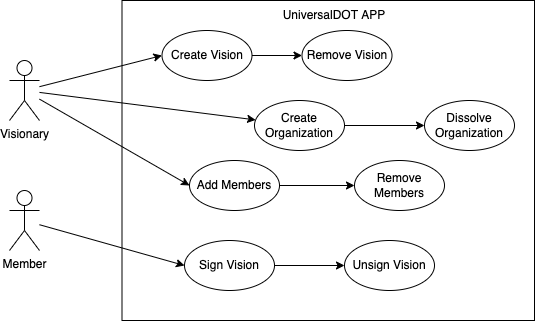 UniversalDOT APP
Create Vision
Remove Vision
Create
Organization
Dissolve
Organization
Visionary
Add Members
Remove
Members
Member
Sign Vision
Unsign Vision